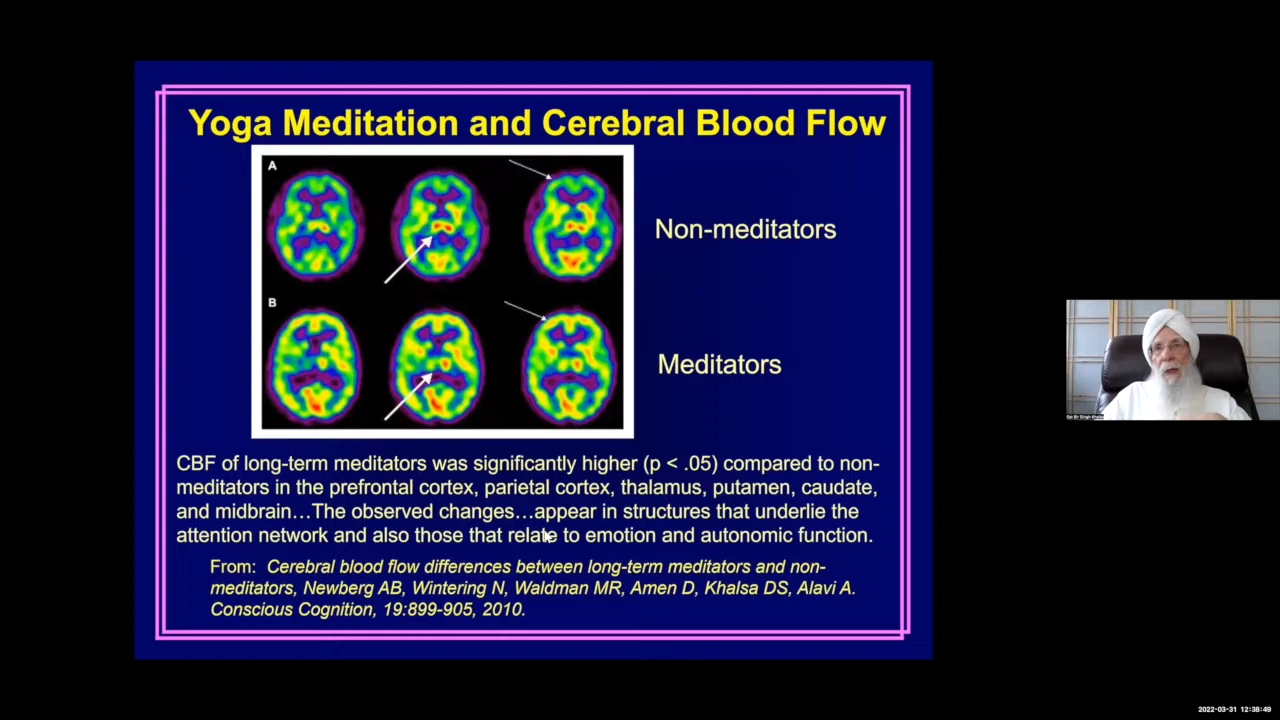 Yoga Meditation and Cerebral Blood Flow
A
Non-meditators
B
Meditators
CBF of long-term meditators was significantly higher (p < .05) compared to non-
meditators in the prefrontal cortex, parietal cortex, thalamus, putamen, caudate,
and midbrain…The observed changes…appear in structures that underlie the
attention network and also those that relate to emotion and autonomic function.
From: Cerebral blood flow differences between long-term meditators and non-
meditators, Newberg AB, Wintering N, Waldman MR, Amen D, Khalsa DS, Alavi A.
Conscious Cognition, 19:899-905, 2010.
Sat Bir Singh Khalsa
2022-03-31 12:38:49